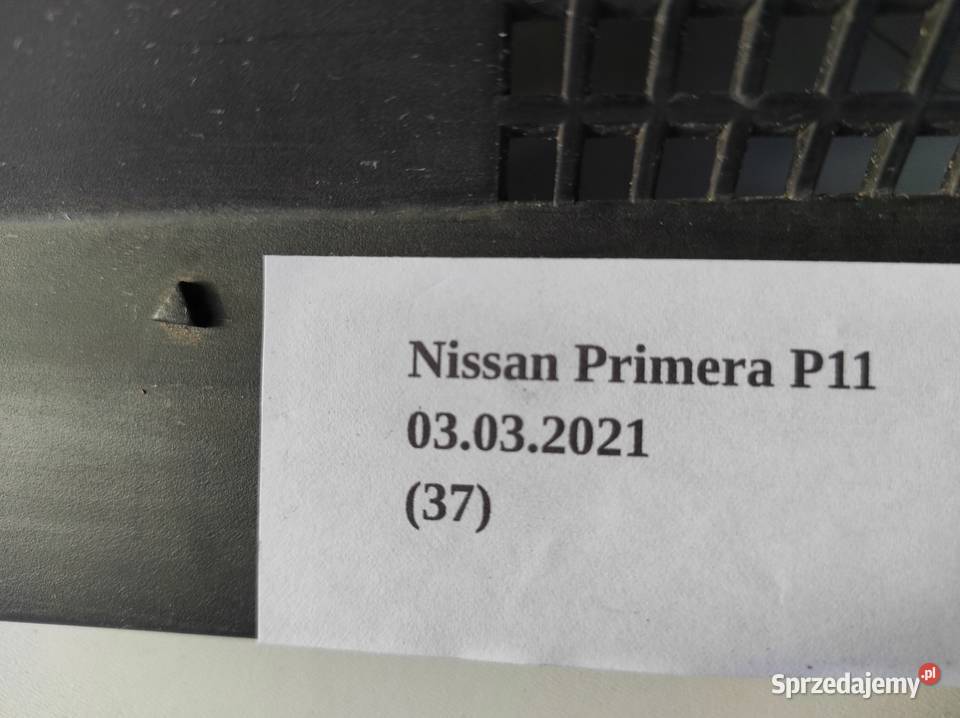 Nissan Primera P11
03.03.2021
(37)
Sprzedajemy.pl